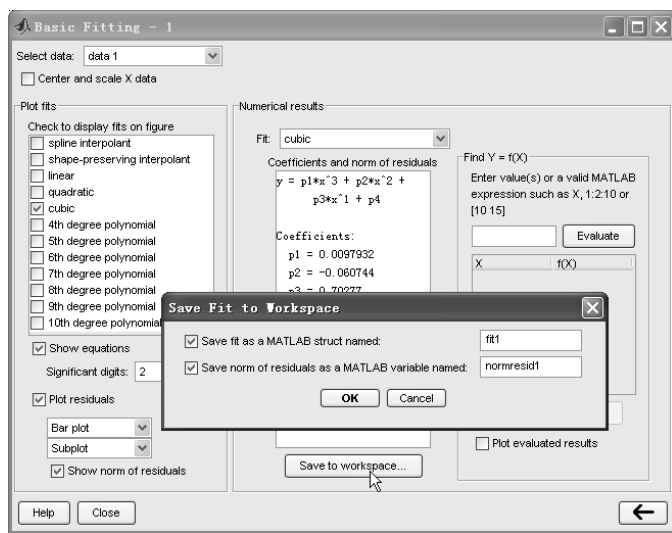 Basic Fitting - 1
Select data: data 1
Center and scale X data
Plot fits
Check to display fits on figure
spline interpolant
shape-preserving interpolant
linear
quadratic
cubic
4th degree polynomial
5th degree polynomial
6th degree polynomial
7th degree polynomial
8th degree polynomial
9th degree polynomial
10th degree polynomial
Show equations
Significant digits: 2
Plot residuals
Bar plot
Subplot
Show norm of residuals
Numerical results
Fit: cubic
Coefficients and norm of residuals
y = p1*x^3 + p2*x^2 +
p3*x^1 + p4
Coefficients:
p1 = 0.0097932
p2 = -0.060744
p3 = 0.70277
Save to workspace...
Find Y = f(X)
Enter value(s) or a valid MATLAB
expression such as X, 1:2:10 or
[10 15]
Evaluate
X f(X)
Plot evaluated results
Save Fit to Workspace
Save fit as a MATLAB struct named: fit1
Save norm of residuals as a MATLAB variable named: normresid1
OK Cancel
Help Close